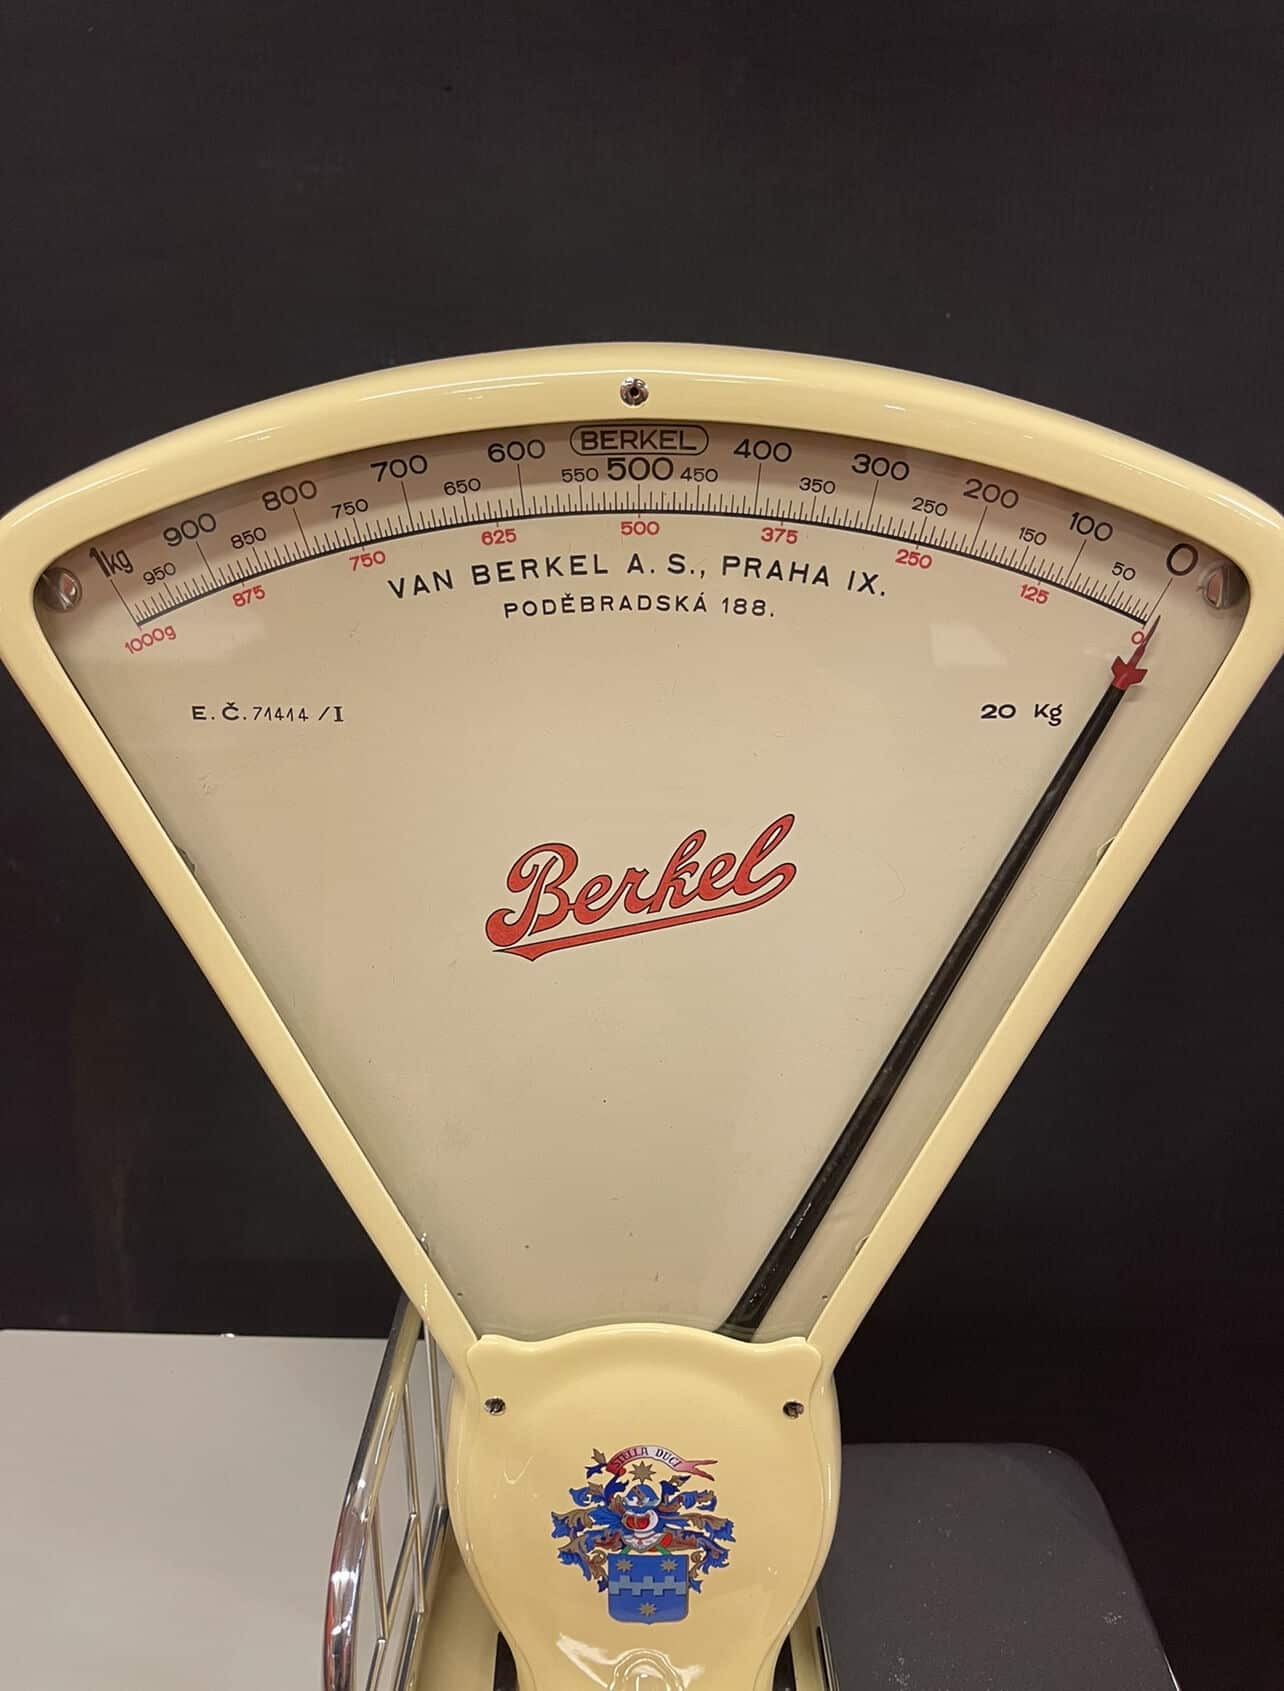 BERKEL
1kg 900 800 700 600 500 400 300 200 100 0
950 850 750 650 550 450 350 250 150 50
1000g 875 750 625 500 375 250 125 0
VAN BERKEL A. S., PRAHA IX.
PODĚBRADSKÁ 188.
E. Č. 71414 /I
20 Kg
Berkel
STELLA DUCE